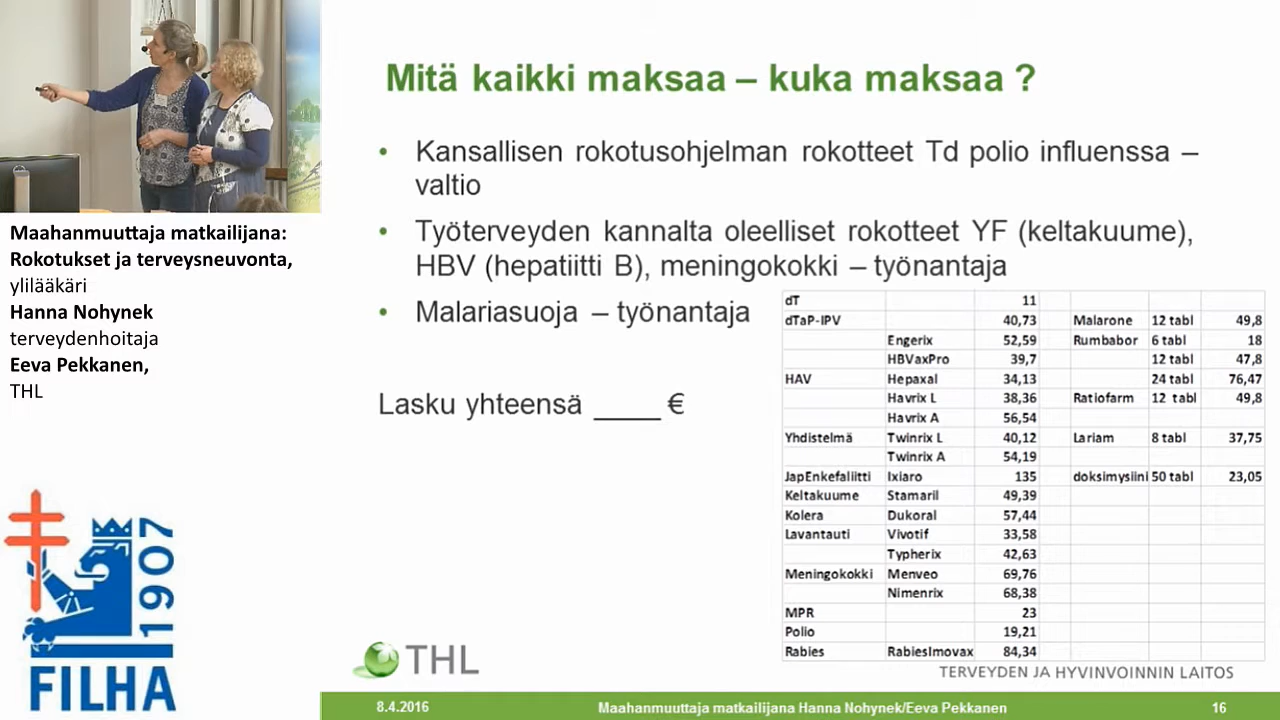 Mitä kaikki maksaa – kuka maksaa ?
• Kansallisen rokotusohjelman rokotteet Td polio influenssa –
valtio
• Työterveyden kannalta oleelliset rokotteet YF (keltakuume),
HBV (hepatiitti B), meningokokki – työnantaja
• Malariasuoja – työnantaja
Lasku yhteensä ____ €
dT 11
dTaP-IPV 40,73 Malarone 12 tabl 49,8
Engerix 52,59 Rumbabor 6 tabl 18
HBVaxPro 39,7 12 tabl 47,8
HAV Hepaxal 34,13 24 tabl 76,47
Havrix L 38,36 Ratiofarm 12 tabl 49,8
Havrix A 56,54
Yhdistelmä Twinrix L 40,12 Lariam 8 tabl 37,75
Twinrix A 54,19
JapEnkefaliitti Ixiaro 135 doksimysiini 50 tabl 23,05
Keltakuume Stamaril 49,39
Kolera Dukoral 57,44
Lavantauti Vivotif 33,58
Typherix 42,63
Meningokokki Menveo 69,76
Nimenrix 68,38
MPR 23
Polio 19,21
Rabies RabiesImovax 84,34
Maahanmuuttaja matkailijana:
Rokotukset ja terveysneuvonta,
ylilääkäri
Hanna Nohynek
terveydenhoitaja
Eeva Pekkanen,
THL
1907
FILHA
THL
TERVEYDEN JA HYVINVOINNIN LAITOS
8.4.2016 Maahanmuuttaja matkailijana Hanna Nohynek/Eeva Pekkanen 16